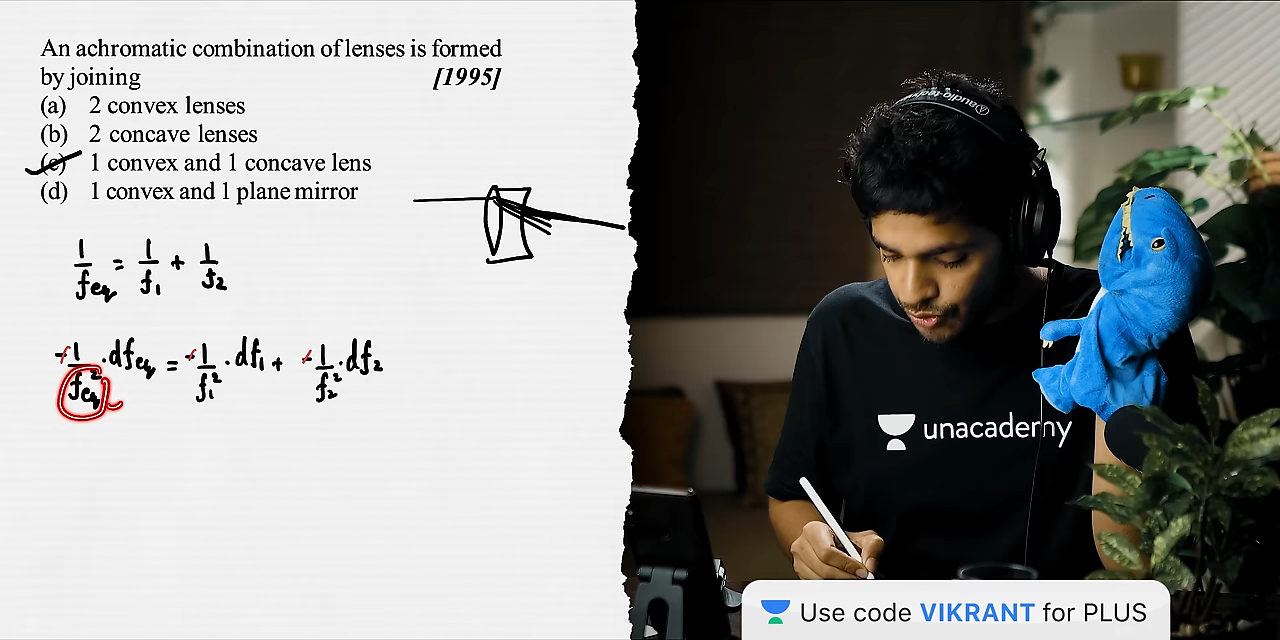 An achromatic combination of lenses is formed
by joining [1995]
(a) 2 convex lenses
(b) 2 concave lenses
(c) 1 convex and 1 concave lens
(d) 1 convex and 1 plane mirror
1/feq = 1/f₁ + 1/f₂
-1/feq² · dfeq = -1/f₁² · df₁ + -1/f₂² · df₂
audio-technica
unacademy
Use code VIKRANT for PLUS